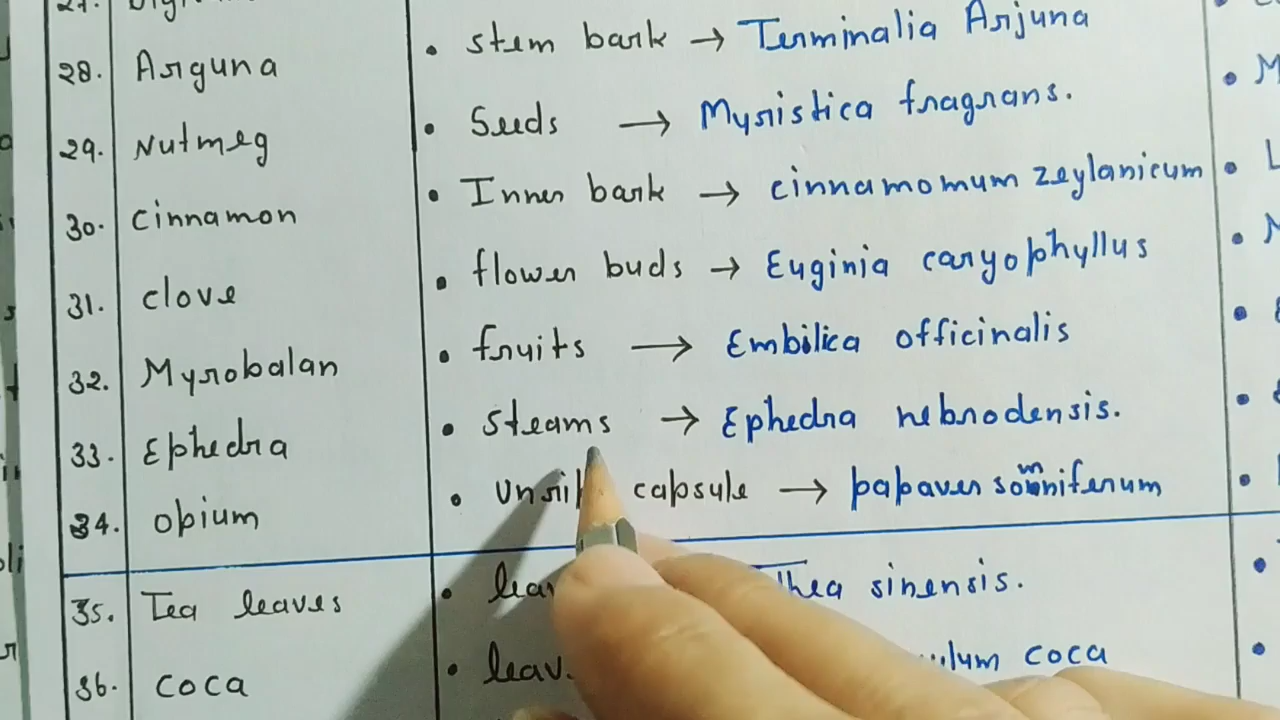 28. Arguna • stem bark → Terminalia Arjuna
29. Nutmeg • Seeds → Myristica fragrans.
30. cinnamon • Inner bark → cinnamomum zeylanicum
31. clove • flower buds → Euginia caryophyllus
32. Myrobalan • fruits → Embilica officinalis
33. Ephedra • steams → Ephedra nebrodensis.
34. opium • capsule → papaver somniferum
35. Tea leaves • Thea sinensis.
36. coca • coca